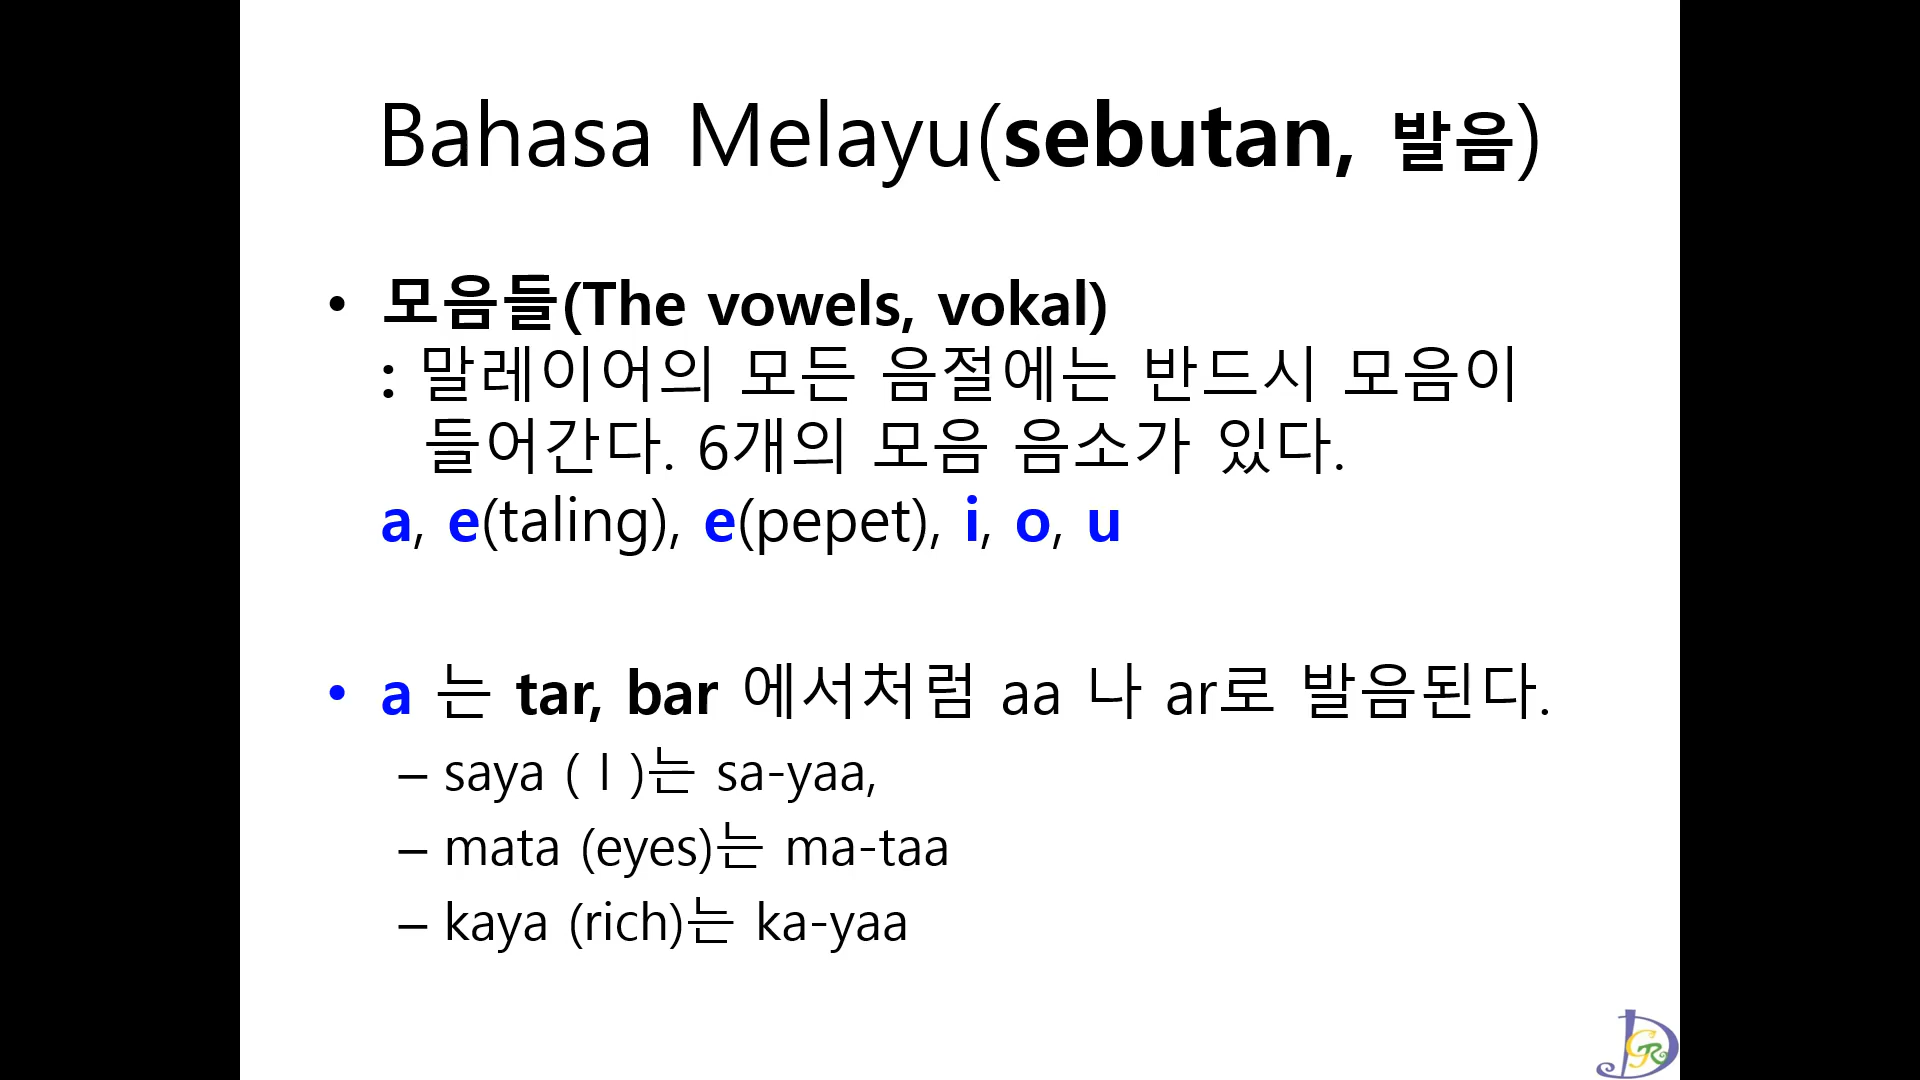 Bahasa Melayu(sebutan, 발음)
• 모음들(The vowels, vokal)
: 말레이어의 모든 음절에는 반드시 모음이
들어간다. 6개의 모음 음소가 있다.
a, e(taling), e(pepet), i, o, u
• a 는 tar, bar 에서처럼 aa 나 ar로 발음된다.
– saya ( I )는 sa-yaa,
– mata (eyes)는 ma-taa
– kaya (rich)는 ka-yaa
DGR